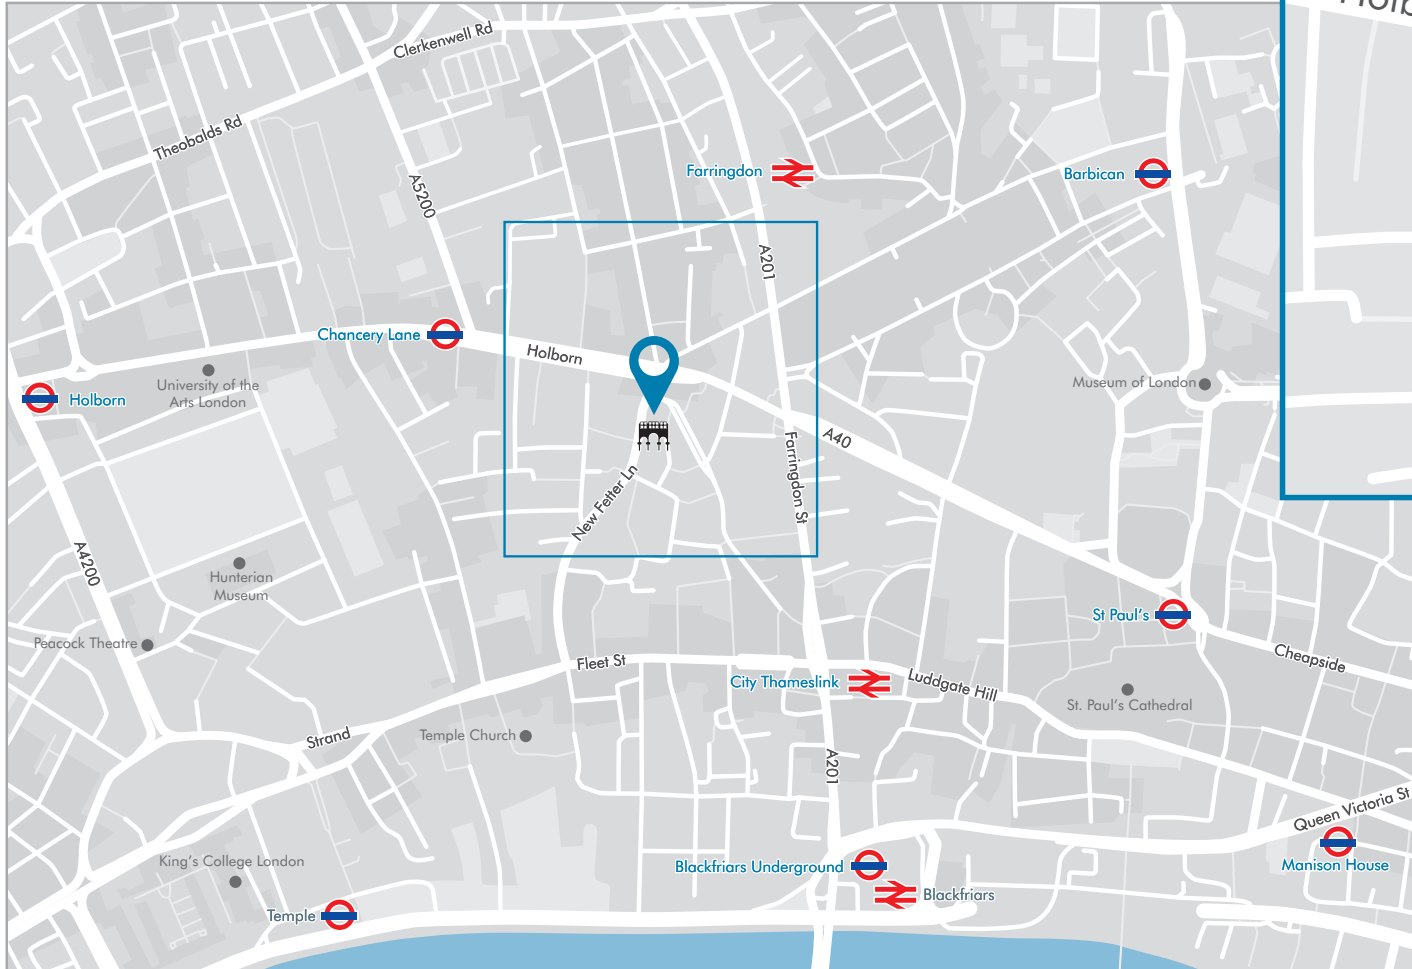 Holb
Clerkenwell Rd
Theobalds Rd
A5200
Farringdon
Barbican
A201
Chancery Lane
Holborn
University of the
Arts London
Museum of London
Holborn
A40
Farringdon St
New Fetter Ln
A4200
Hunterian
Museum
St Paul's
Peacock Theatre
Cheapside
Fleet St
City Thameslink
Luddgate Hill
St. Paul's Cathedral
Temple Church
Strand
A201
Queen Victoria St
King's College London
Blackfriars Underground
Manison House
Blackfriars
Temple